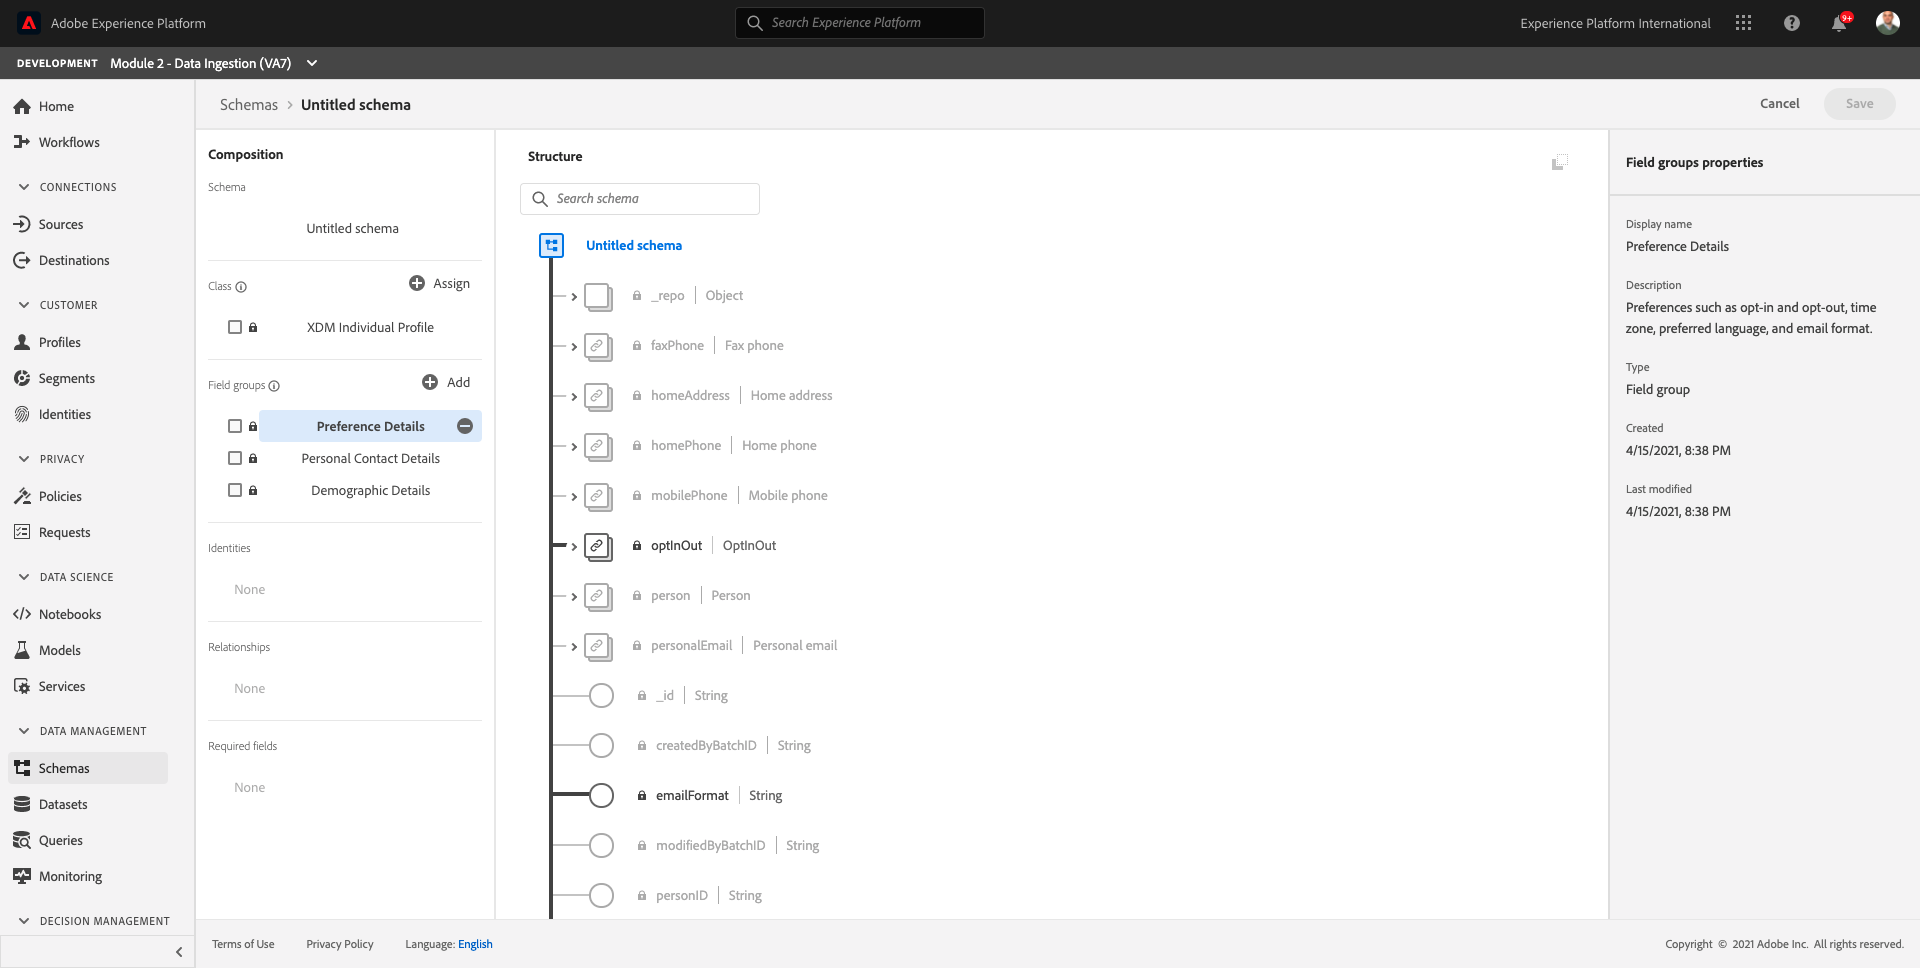 Adobe Experience Platform
Search Experience Platform
Experience Platform International
9+
DEVELOPMENT Module 2 - Data Ingestion (VA7)
Home
Workflows
CONNECTIONS
Sources
Destinations
CUSTOMER
Profiles
Segments
Identities
PRIVACY
Policies
Requests
DATA SCIENCE
Notebooks
Models
Services
DATA MANAGEMENT
Schemas
Datasets
Queries
Monitoring
DECISION MANAGEMENT
Schemas > Untitled schema
Cancel
Save
Composition
Schema
Untitled schema
Class
Assign
XDM Individual Profile
Field groups
Add
Preference Details
Personal Contact Details
Demographic Details
Identities
None
Relationships
None
Required fields
None
Structure
Search schema
Untitled schema
_repo | Object
faxPhone | Fax phone
homeAddress | Home address
homePhone | Home phone
mobilePhone | Mobile phone
optInOut | OptInOut
person | Person
personalEmail | Personal email
_id | String
createdByBatchID | String
emailFormat | String
modifiedByBatchID | String
personID | String
Field groups properties
Display name
Preference Details
Description
Preferences such as opt-in and opt-out, time
zone, preferred language, and email format.
Type
Field group
Created
4/15/2021, 8:38 PM
Last modified
4/15/2021, 8:38 PM
Terms of Use
Privacy Policy
Language: English
Copyright © 2021 Adobe Inc. All rights reserved.